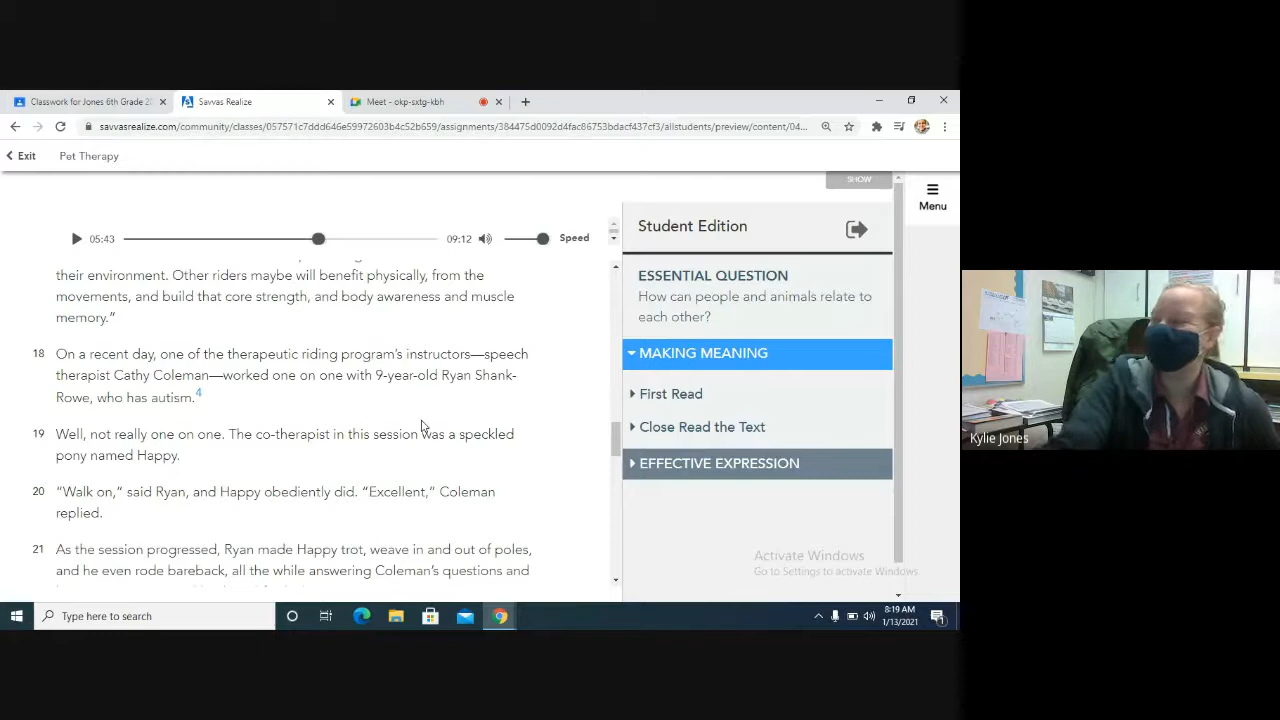 Classwork for Jones 6th Grade 20
Savvas Realize
Meet - okp-sxtg-kbh
savvasrealize.com/community/classes/057571c7ddd646e59972603b4c52b659/assignments/384475d0092d4fac86753bdacf437cf3/allstudents/preview/content/04...
Exit
Pet Therapy
SHOW
Menu
05:43
09:12
Speed
Student Edition
their environment. Other riders maybe will benefit physically, from the
movements, and build that core strength, and body awareness and muscle
memory.”
18 On a recent day, one of the therapeutic riding program’s instructors—speech
therapist Cathy Coleman—worked one on one with 9-year-old Ryan Shank-
Rowe, who has autism. 4
19 Well, not really one on one. The co-therapist in this session was a speckled
pony named Happy.
20 “Walk on,” said Ryan, and Happy obediently did. “Excellent,” Coleman
replied.
21 As the session progressed, Ryan made Happy trot, weave in and out of poles,
and he even rode bareback, all the while answering Coleman’s questions and
ESSENTIAL QUESTION
How can people and animals relate to
each other?
MAKING MEANING
First Read
Close Read the Text
EFFECTIVE EXPRESSION
Activate Windows
Go to Settings to activate Windows.
Type here to search
8:19 AM
1/13/2021
1
Kylie Jones